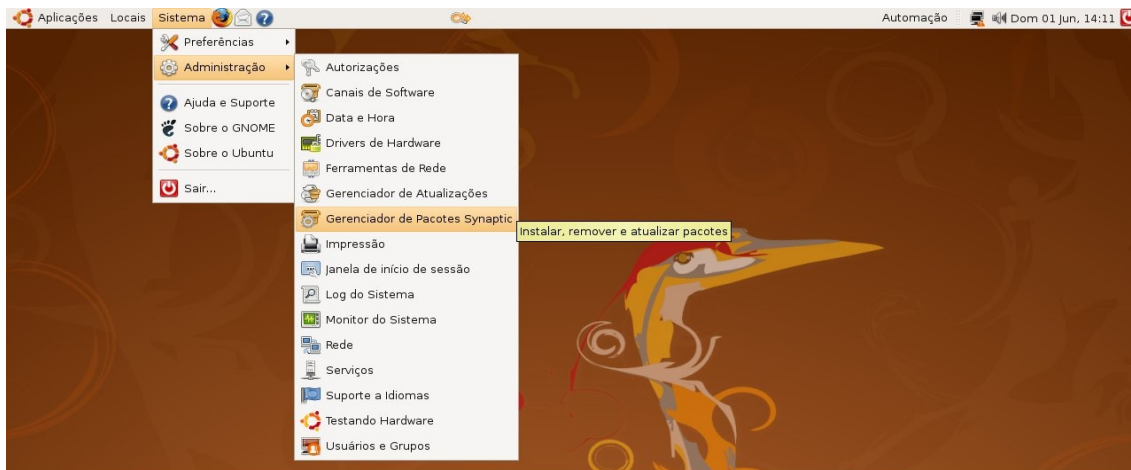 Aplicações Locais Sistema Automação Dom 01 Jun, 14:11
Preferências
Administração
Ajuda e Suporte
Sobre o GNOME
Sobre o Ubuntu
Sair...
Autorizações
Canais de Software
Data e Hora
Drivers de Hardware
Ferramentas de Rede
Gerenciador de Atualizações
Gerenciador de Pacotes Synaptic
Instalar, remover e atualizar pacotes
Impressão
Janela de início de sessão
Log do Sistema
Monitor do Sistema
Rede
Serviços
Suporte a Idiomas
Testando Hardware
Usuários e Grupos